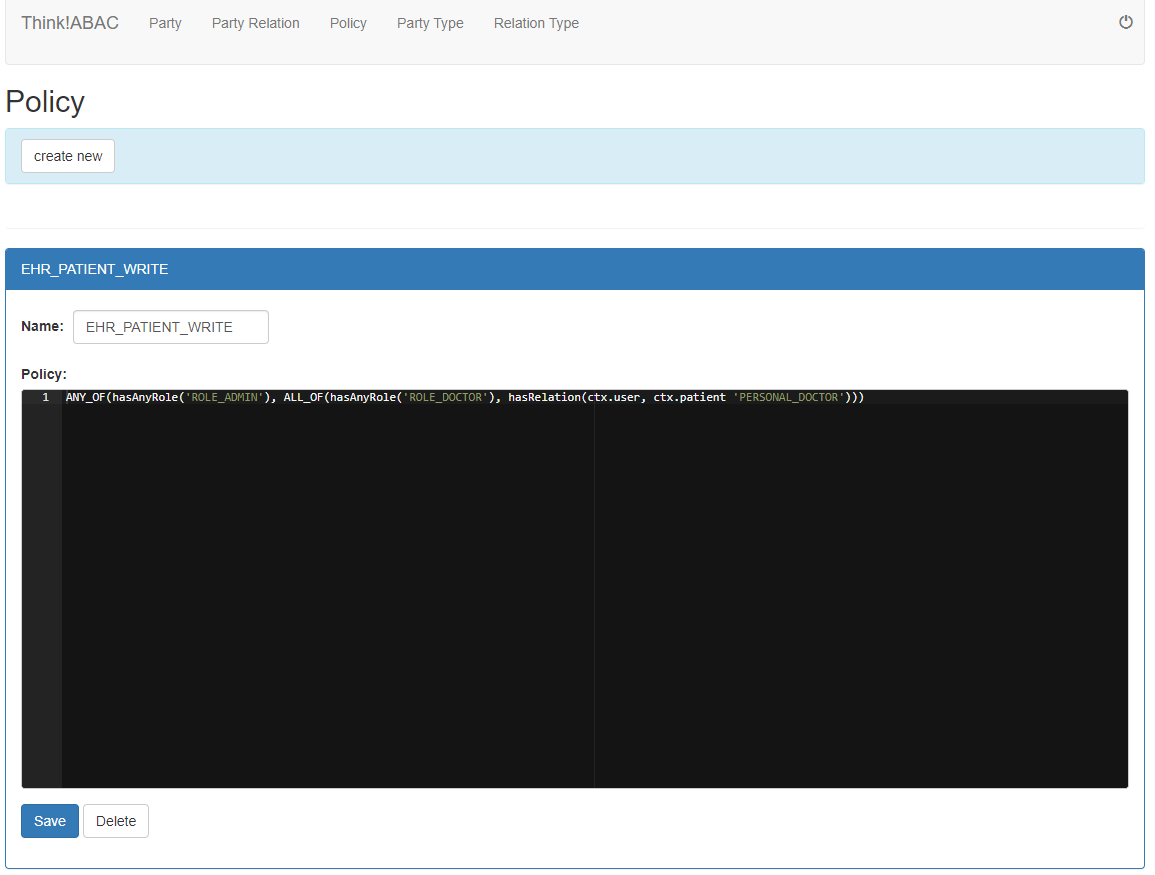 Think!ABAC Party Party Relation Policy Party Type Relation Type
Policy
create new
EHR_PATIENT_WRITE
Name: EHR_PATIENT_WRITE
Policy:
1 ANY_OF(hasAnyRole('ROLE_ADMIN'), ALL_OF(hasAnyRole('ROLE_DOCTOR'), hasRelation(ctx.user, ctx.patient 'PERSONAL_DOCTOR')))
Save Delete